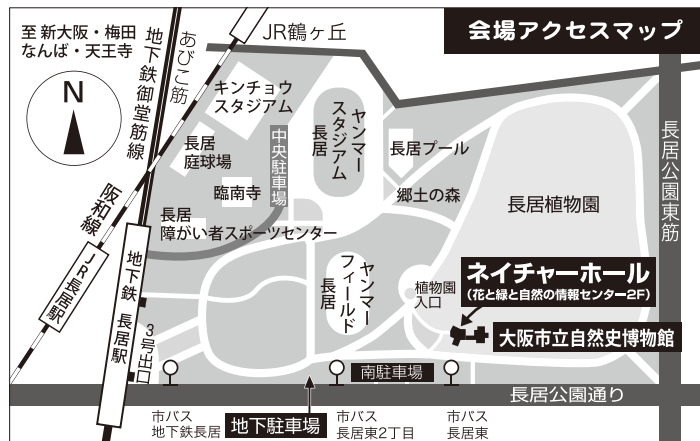 会場アクセスマップ
至 新大阪・梅田
なんば・天王寺
N
地下鉄御堂筋線
あびこ筋
JR鶴ヶ丘
キンチョウ
スタジアム
長居
庭球場
臨南寺
中央駐車場
長居
障がい者スポーツセンター
ヤンマー
スタジアム
長居
長居プール
郷土の森
長居植物園
長居公園東筋
阪和線
JR長居駅
地下鉄 長居駅
3号出口
ヤンマー
フィールド
長居
植物園
入口
ネイチャーホール
(花と緑と自然の情報センター2F)
大阪市立自然史博物館
南駐車場
長居公園通り
市バス
地下鉄長居
地下駐車場
市バス
長居東2丁目
市バス
長居東